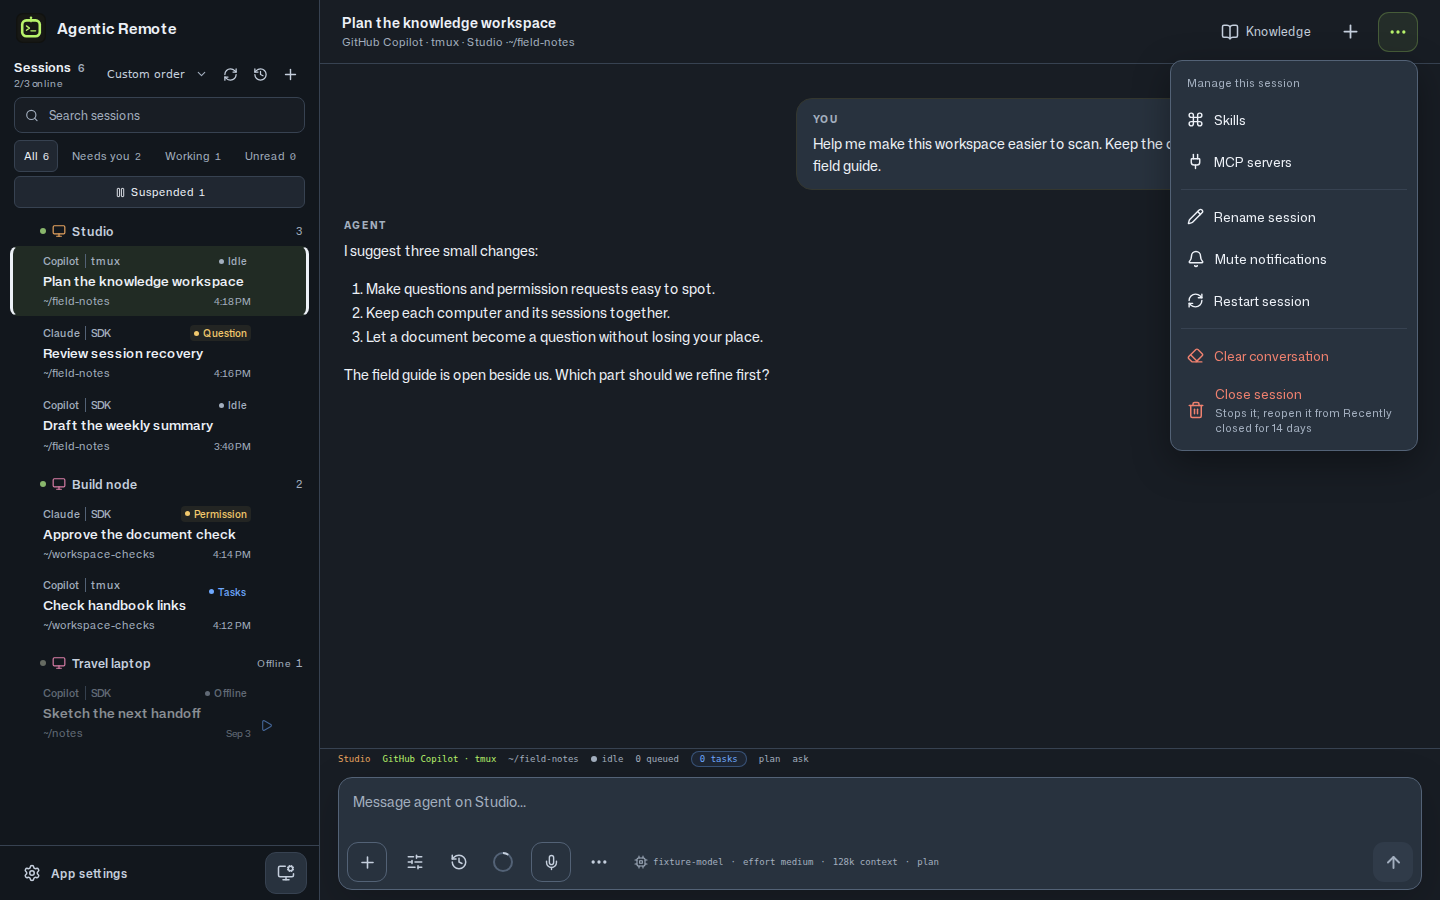 Agentic Remote
Sessions 6
2/3 online
Custom order
Search sessions
All 6
Needs you 2
Working 1
Unread 0
Suspended 1
Studio 3
Copilot | tmux
Idle
Plan the knowledge workspace
~/field-notes
4:18 PM
Claude | SDK
Question
Review session recovery
~/field-notes
4:16 PM
Copilot | SDK
Idle
Draft the weekly summary
~/field-notes
3:40 PM
Build node 2
Claude | SDK
Permission
Approve the document check
~/workspace-checks
4:14 PM
Copilot | tmux
Tasks
Check handbook links
~/workspace-checks
4:12 PM
Travel laptop
Offline 1
Copilot | SDK
Offline
Sketch the next handoff
~/notes
Sep 3
App settings
Plan the knowledge workspace
GitHub Copilot · tmux · Studio · ~/field-notes
Knowledge
YOU
Help me make this workspace easier to scan. Keep the
field guide.
AGENT
I suggest three small changes:
1. Make questions and permission requests easy to spot.
2. Keep each computer and its sessions together.
3. Let a document become a question without losing your place.
The field guide is open beside us. Which part should we refine first?
Manage this session
Skills
MCP servers
Rename session
Mute notifications
Restart session
Clear conversation
Close session
Stops it; reopen it from Recently
closed for 14 days
Studio
GitHub Copilot · tmux
~/field-notes
idle
0 queued
0 tasks
plan
ask
Message agent on Studio...
fixture-model · effort medium · 128k context · plan